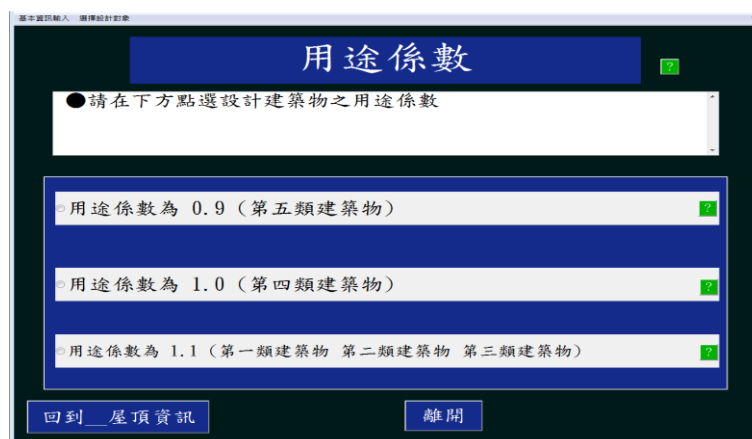 基本資訊輸入 選擇設計對象
用途係數
?
●請在下方點選設計建築物之用途係數
用途係數為 0.9 (第五類建築物)
?
用途係數為 1.0 (第四類建築物)
?
用途係數為 1.1 (第一類建築物 第二類建築物 第三類建築物)
?
回到__屋頂資訊
離開